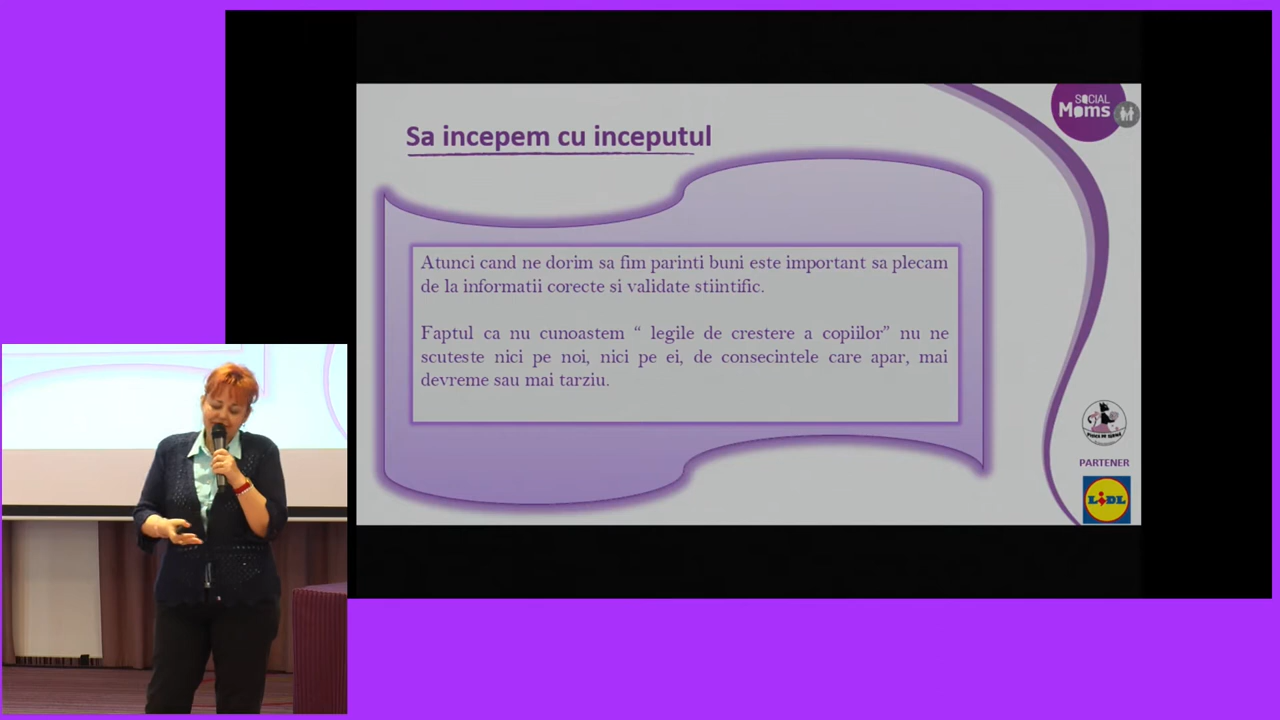 SOCIAL
Moms
Sa incepem cu inceputul
Atunci cand ne dorim sa fim parinti buni este important sa plecam
de la informatii corecte si validate stiintific.
Faptul ca nu cunoastem “ legile de crestere a copiilor” nu ne
scuteste nici pe noi, nici pe ei, de consecintele care apar, mai
devreme sau mai tarziu.
PARTENER
LiDL